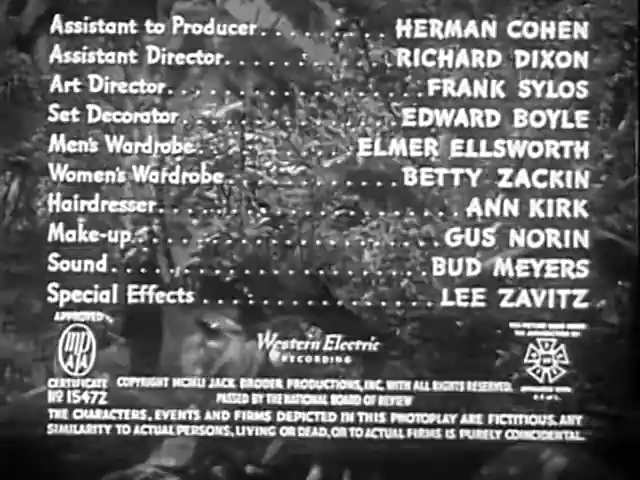 Assistant to Producer......... HERMAN COHEN
Assistant Director............ RICHARD DIXON
Art Director.................. FRANK SYLOS
Set Decorator................. EDWARD BOYLE
Men's Wardrobe............ ELMER ELLSWORTH
Women's Wardrobe............. BETTY ZACKIN
Hairdresser..................... ANN KIRK
Make-up....................... GUS NORIN
Sound........................ BUD MEYERS
Special Effects ............... LEE ZAVITZ
APPROVED
MPPAA
CERTIFICATE
Nº 15472
Western Electric
RECORDING
COPYRIGHT MCMLI JACK BRODER PRODUCTIONS, INC. WITH ALL RIGHTS RESERVED.
PASSED BY THE NATIONAL BOARD OF REVIEW
THE CHARACTERS, EVENTS AND FIRMS DEPICTED IN THIS PHOTOPLAY ARE FICTITIOUS. ANY
SIMILARITY TO ACTUAL PERSONS, LIVING OR DEAD, OR TO ACTUAL FIRMS IS PURELY COINCIDENTAL.